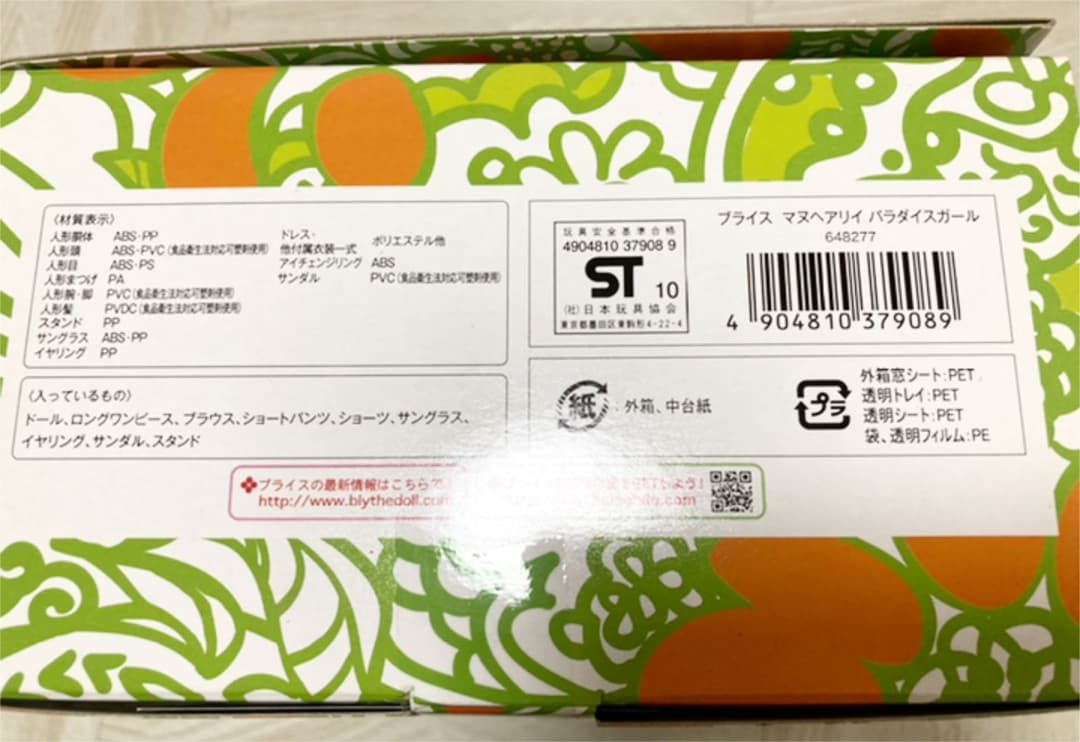 〈材質表示〉
人形胴体 ABS・PP
人形頭 ABS・PVC(食品衛生法対応可塑剤使用)
人形目 ABS・PS
人形まつげ PA
人形腕・脚 PVC(食品衛生法対応可塑剤使用)
人形髪 PVDC(食品衛生法対応可塑剤使用)
スタンド PP
サングラス ABS・PP
イヤリング PP
ドレス・
他付属衣装一式 ポリエステル他
アイチェンジリング ABS
サンダル PVC(食品衛生法対応可塑剤使用)
〈入っているもの〉
ドール、ロングワンピース、ブラウス、ショートパンツ、ショーツ、サングラス、
イヤリング、サンダル、スタンド
玩具安全基準合格
4904810 37908 9
ST 10
(社)日本玩具協会
東京都墨田区東駒形4-22-4
ブライス マヌヘアリイ パラダイスガール
648277
4 904810 379089
紙 : 外箱、中台紙
プラ
外箱窓シート:PET
透明トレイ:PET
透明シート:PET
袋、透明フィルム:PE
ブライスの最新情報はこちらで
http://www.blythedoll.com